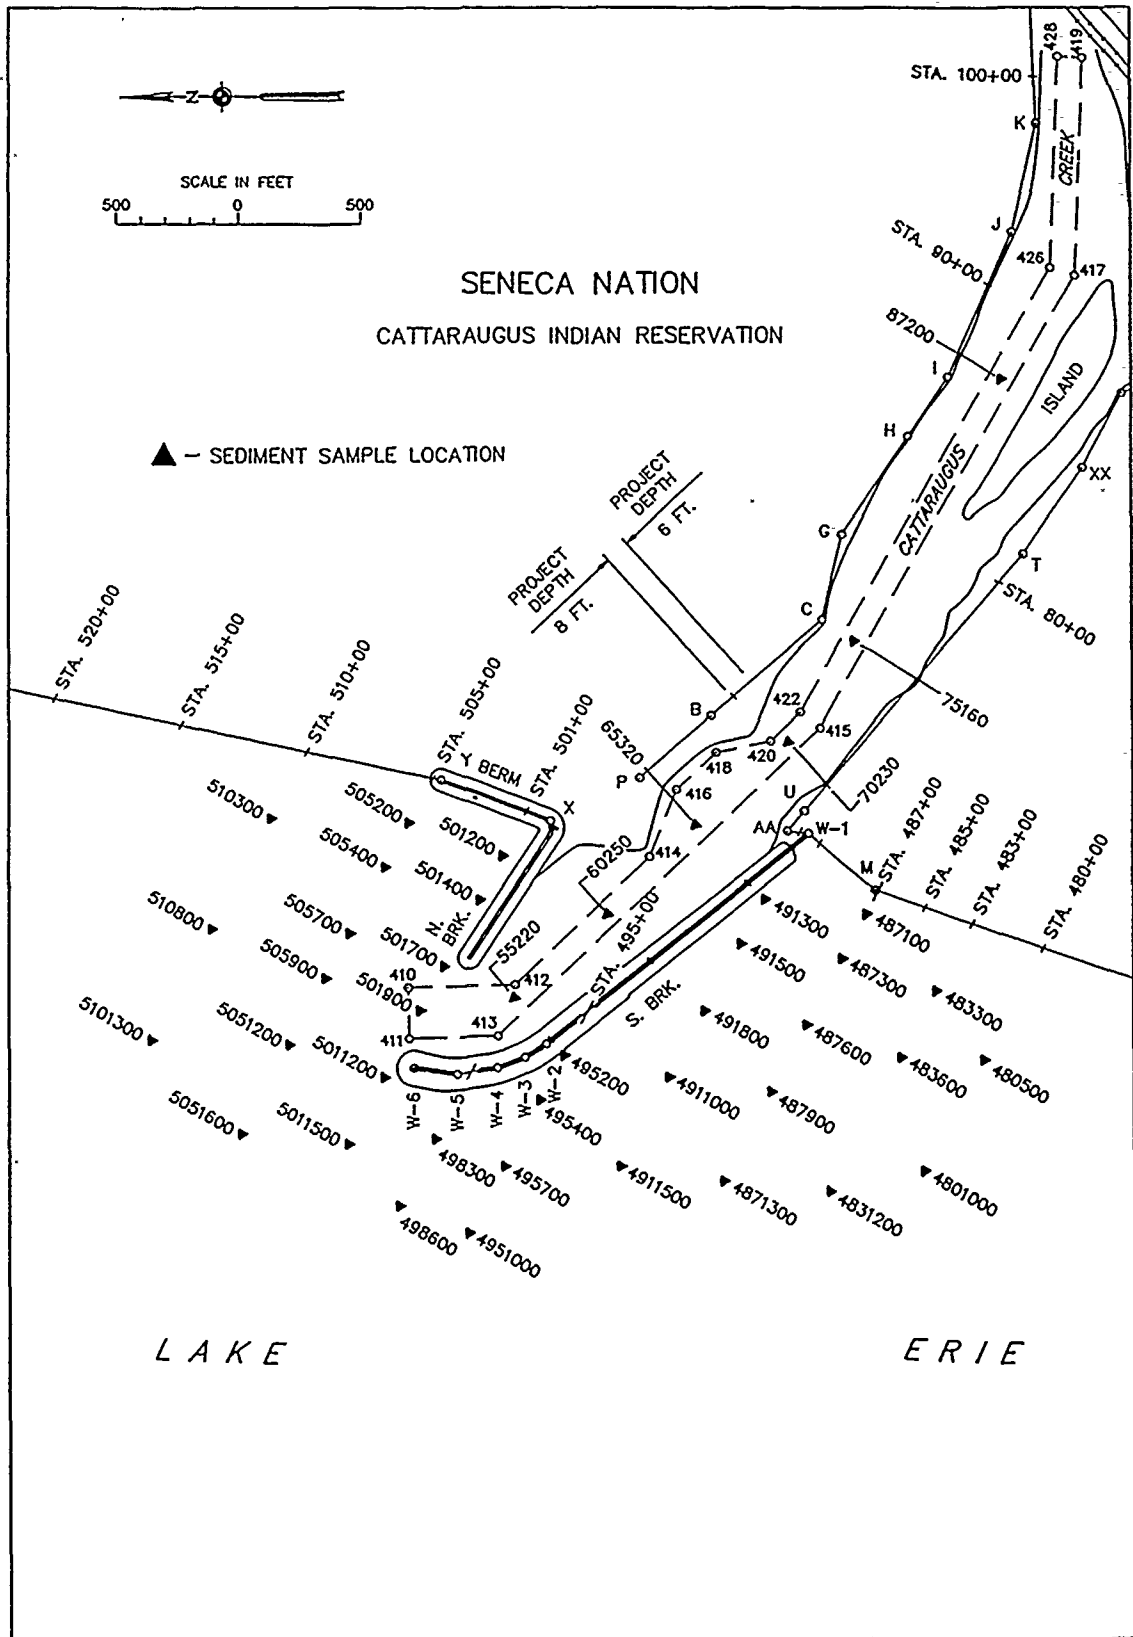 428
419
STA. 100+00
K
CREEK
Z
SCALE IN FEET
500 0 500
J
STA. 90+00
426
417
SENECA NATION
CATTARAUGUS INDIAN RESERVATION
87200
I
ISLAND
H
▲ - SEDIMENT SAMPLE LOCATION
XX
CATTARAUGUS
PROJECT
DEPTH
6 FT.
G
PROJECT
DEPTH
8 FT.
T
STA. 80+00
C
STA. 520+00
STA. 515+00
STA. 510+00
STA. 505+00
STA. 501+00
B
422
415
75160
420
418
65320
P
416
70230
Y BERM
X
U
AA
W-1
M
STA. 487+00
STA. 485+00
STA. 483+00
STA. 480+00
510300
505200
501200
505400
501400
414
60250
N.
BRK.
55220
510800
505700
501700
505900
501900
410
412
STA. 495+00
S. BRK.
491300
487100
491500
487300
483300
411
413
5101300
5051200
5011200
491800
487600
483600
480500
W-6
W-5
W-4
W-3
W-2
495200
4911000
487900
5051600
5011500
495400
498300
495700
4911500
4871300
4831200
4801000
498600
4951000
LAKE ERIE